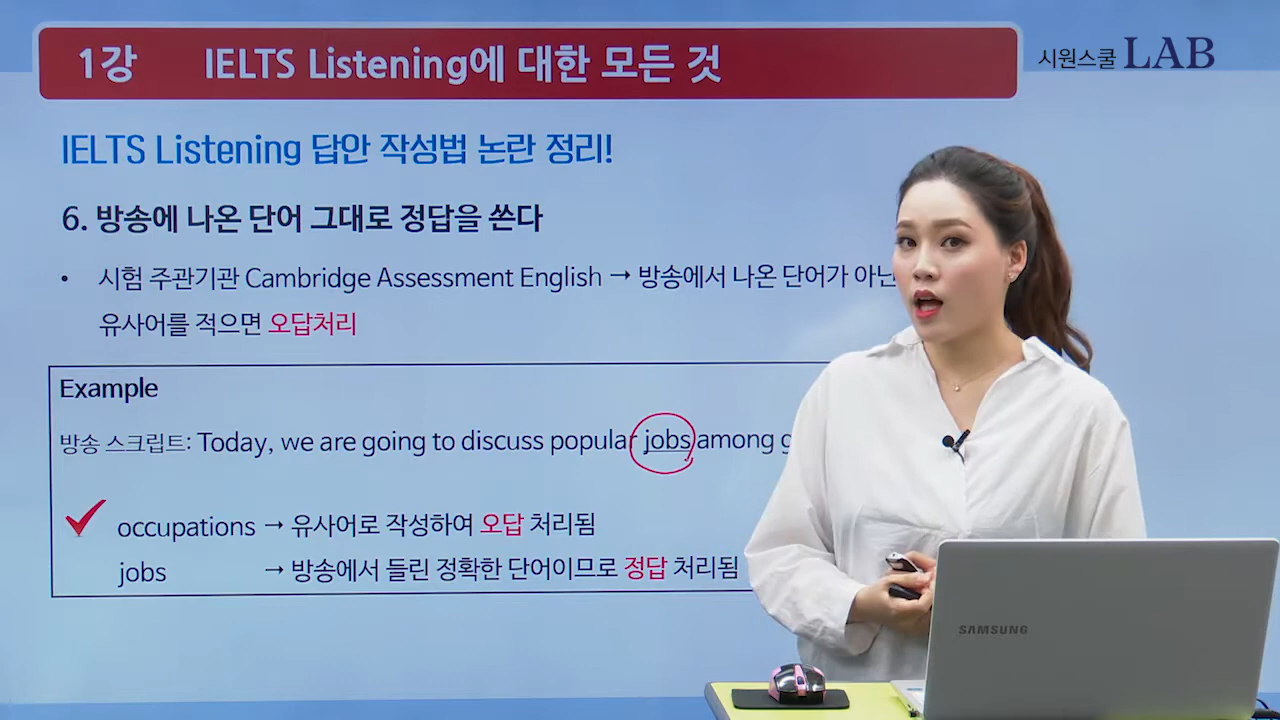 1강 IELTS Listening에 대한 모든 것
시원스쿨 LAB
IELTS Listening 답안 작성법 논란 정리!
6. 방송에 나온 단어 그대로 정답을 쓴다
• 시험 주관기관 Cambridge Assessment English → 방송에서 나온 단어가 아닌
유사어를 적으면 오답처리
Example
방송 스크립트: Today, we are going to discuss popular jobs among
occupations → 유사어로 작성하여 오답 처리됨
jobs → 방송에서 들린 정확한 단어이므로 정답 처리됨
SAMSUNG